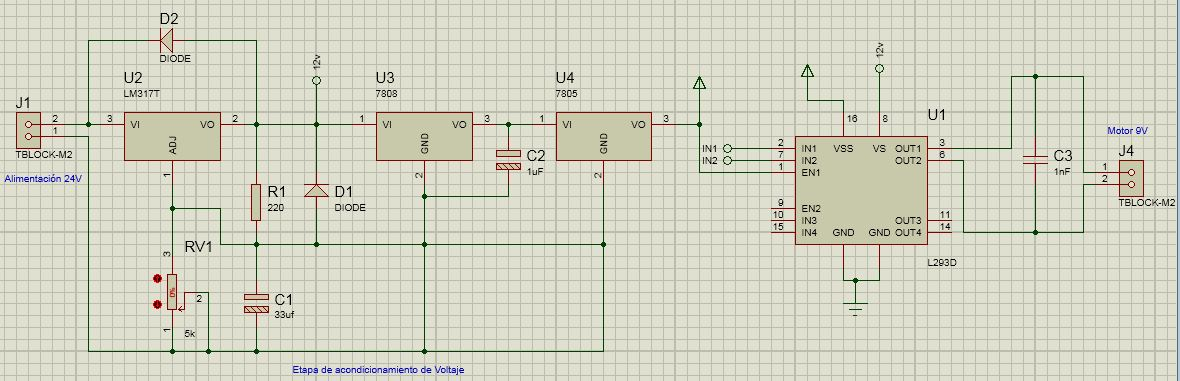 D2
DIODE
U2
LM317T
3 VI VO 2
ADJ
1
J1
2
1
TBLOCK-M2
Alimentación 24V
12v
U3
7808
1 VI VO 3
GND
2
C2
1uF
U4
7805
1 VI VO 3
GND
2
R1
220
D1
DIODE
RV1
3
0%
2
1
5k
C1
33uf
Etapa de acondicionamiento de Voltaje
12v
16 8
U1
IN1 2 IN1 VSS VS OUT1 3
IN2 7 IN2 OUT2 6
1 EN1
9 EN2
10 IN3 OUT3 11
15 IN4 OUT4 14
GND GND
L293D
C3
1nF
Motor 9V
J4
1
2
TBLOCK-M2